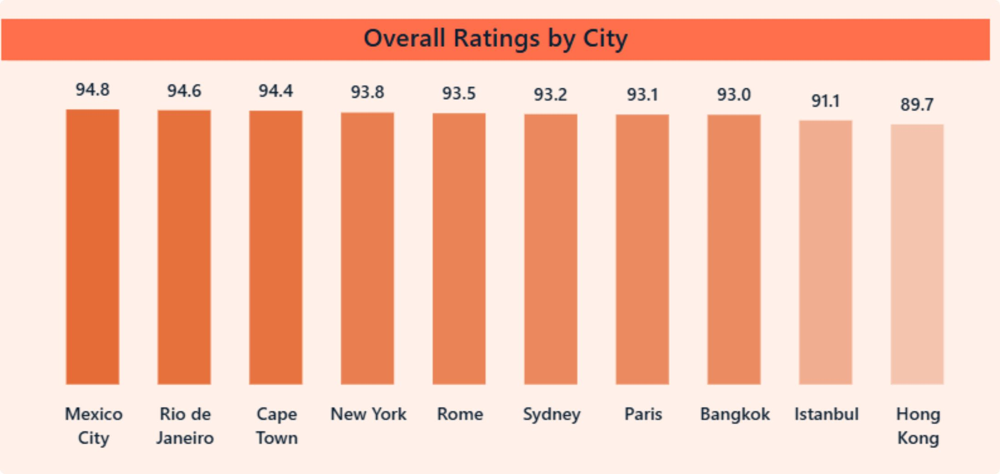 Overall Ratings by City
94.8
94.6
94.4
93.8
93.5
93.2
93.1
93.0
91.1
89.7
Mexico
City
Rio de
Janeiro
Cape
Town
New York
Rome
Sydney
Paris
Bangkok
Istanbul
Hong
Kong